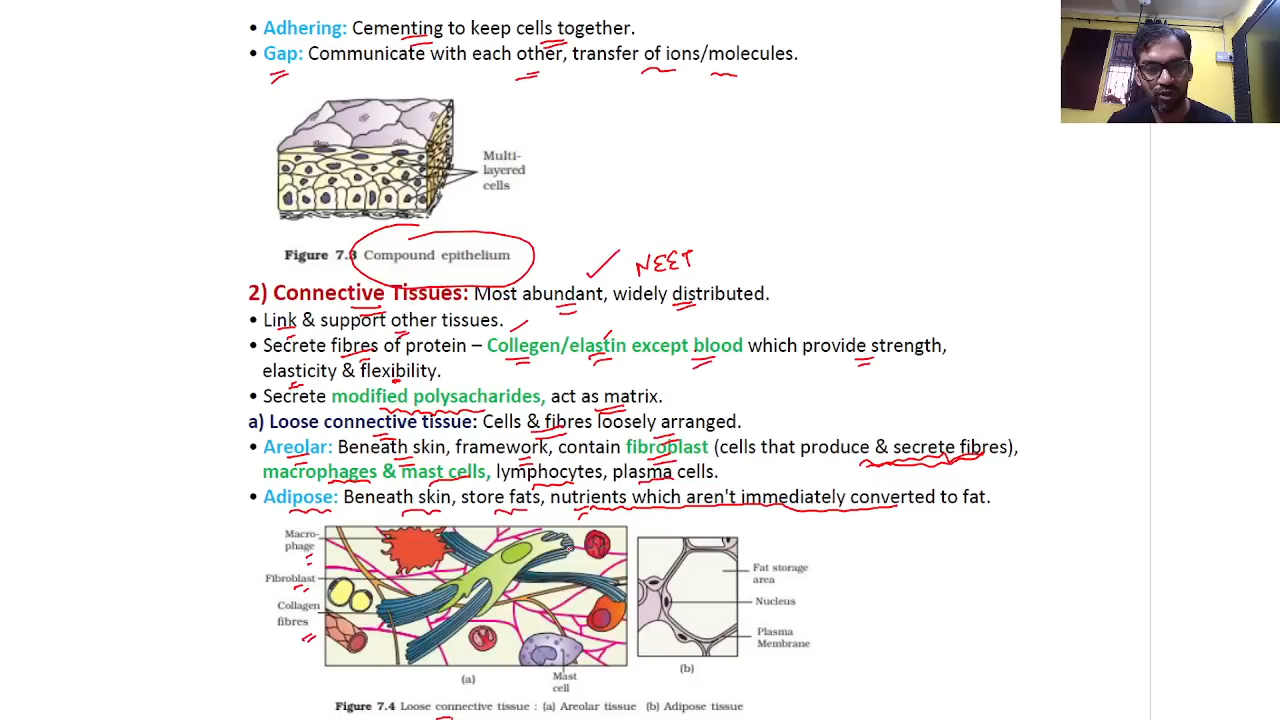 • Adhering: Cementing to keep cells together.
• Gap: Communicate with each other, transfer of ions/molecules.
Multi-
layered
cells
Figure 7.3 Compound epithelium
NEET
2) Connective Tissues: Most abundant, widely distributed.
• Link & support other tissues.
• Secrete fibres of protein – Collegen/elastin except blood which provide strength,
elasticity & flexibility.
• Secrete modified polysacharides, act as matrix.
a) Loose connective tissue: Cells & fibres loosely arranged.
• Areolar: Beneath skin, framework, contain fibroblast (cells that produce & secrete fibres),
macrophages & mast cells, lymphocytes, plasma cells.
• Adipose: Beneath skin, store fats, nutrients which aren't immediately converted to fat.
Macro-
phage
Fibroblast
Collagen
fibres
Mast
cell
(a)
Fat storage
area
Nucleus
Plasma
Membrane
(b)
Figure 7.4 Loose connective tissue : (a) Areolar tissue (b) Adipose tissue